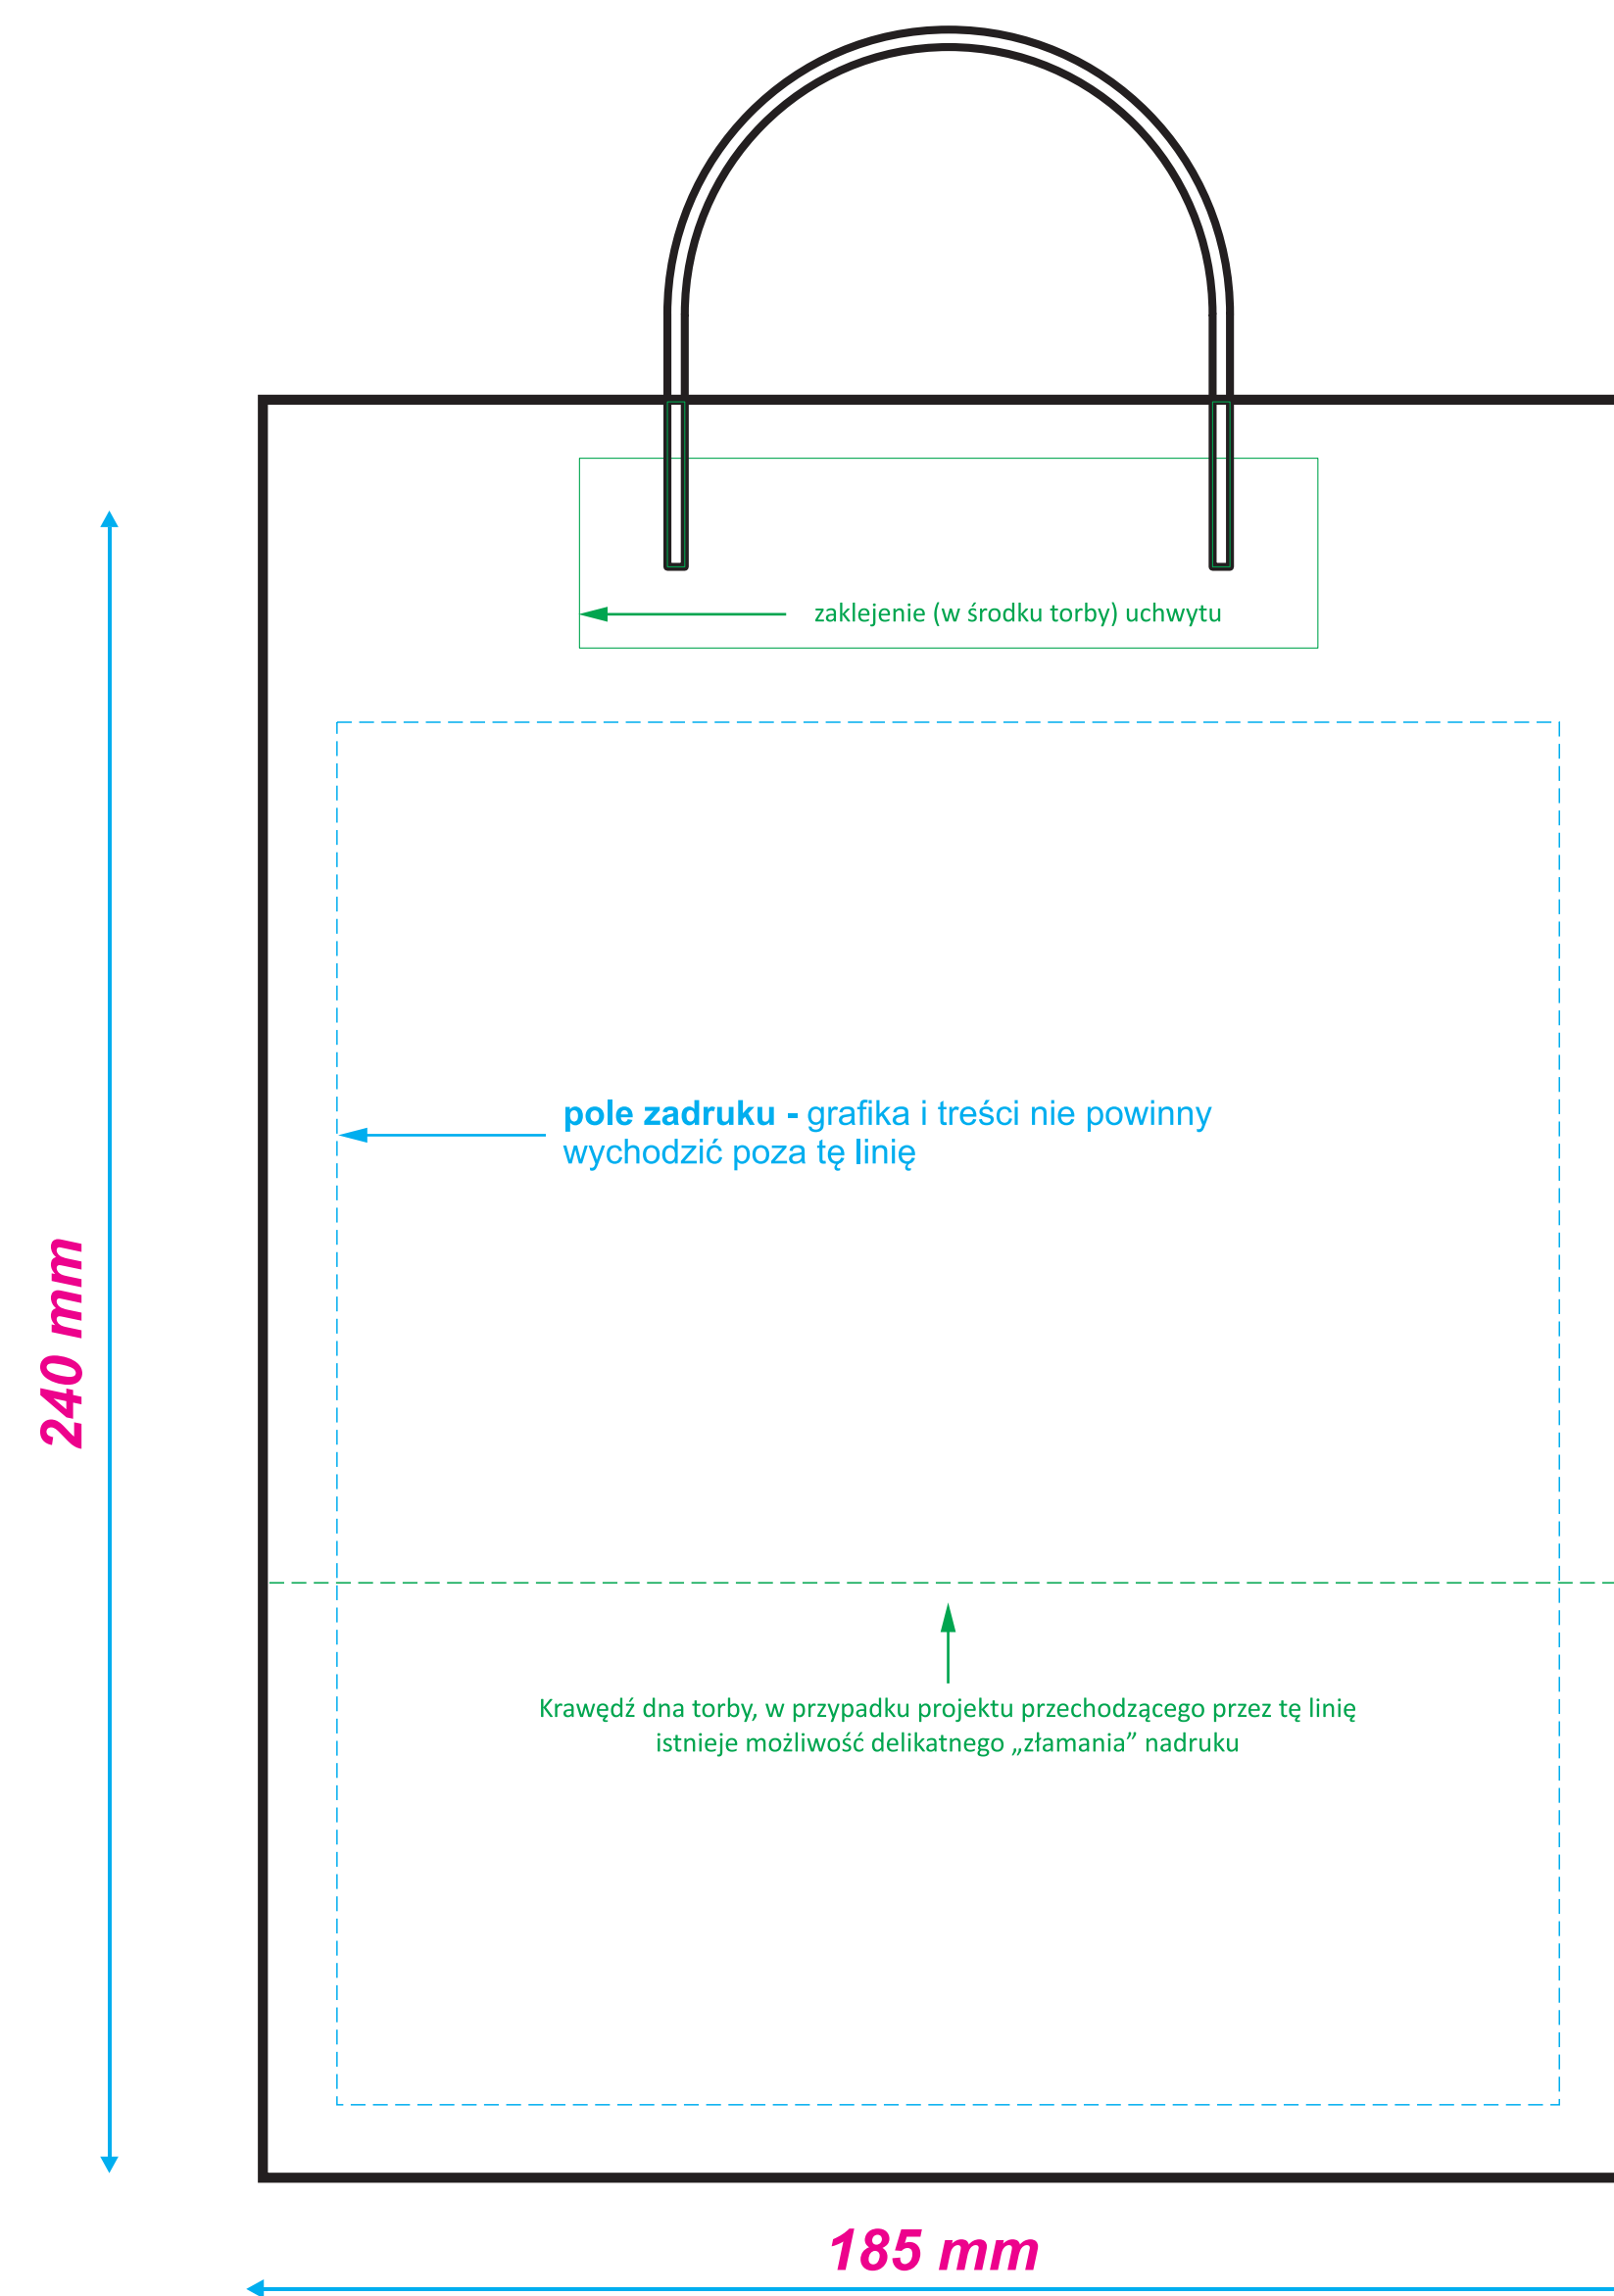 zaklejenie (w środku torby) uchwytu
pole zadruku - grafika i treści nie powinny
wychodzić poza tę linię
240 mm
Krawędź dna torby, w przypadku projektu przechodzącego przez tę linię
istnieje możliwość delikatnego „złamania” nadruku
185 mm